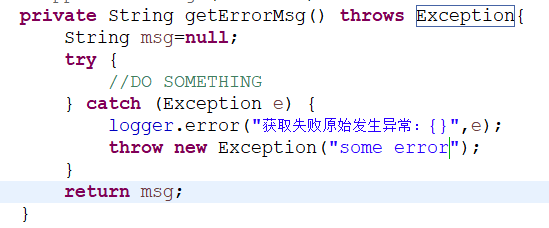 private String getErrorMsg() throws Exception{
String msg=null;
try {
//DO SOMETHING
} catch (Exception e) {
logger.error("获取失败原始发生异常：{}",e);
throw new Exception("some error");
}
return msg;
}